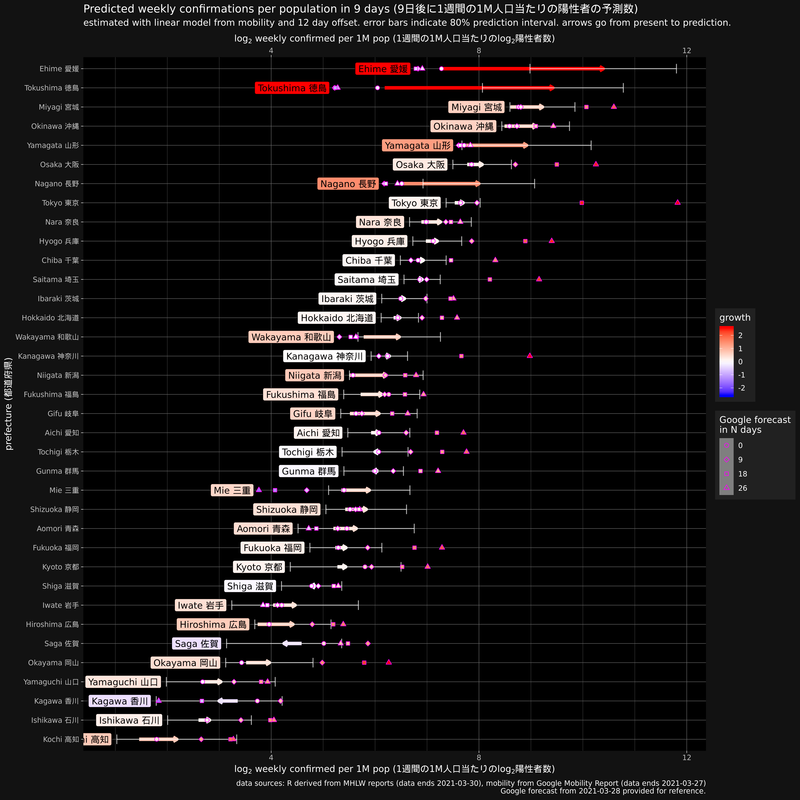 Predicted weekly confirmations per population in 9 days (9日後に1週間の1M人口当たりの陽性者の予測数)
estimated with linear model from mobility and 12 day offset. error bars indicate 80% prediction interval. arrows go from present to prediction.
log2 weekly confirmed per 1M pop (1週間の1M人口当たりのlog2陽性者数)
4 8 12
Ehime 愛媛 Ehime 愛媛
Tokushima 徳島 Tokushima 徳島
Miyagi 宮城 Miyagi 宮城
Okinawa 沖縄 Okinawa 沖縄
Yamagata 山形 Yamagata 山形
Osaka 大阪 Osaka 大阪
Nagano 長野 Nagano 長野
Tokyo 東京 Tokyo 東京
Nara 奈良 Nara 奈良
Hyogo 兵庫 Hyogo 兵庫
Chiba 千葉 Chiba 千葉
Saitama 埼玉 Saitama 埼玉
Ibaraki 茨城 Ibaraki 茨城
Hokkaido 北海道 Hokkaido 北海道
Wakayama 和歌山 Wakayama 和歌山
Kanagawa 神奈川 Kanagawa 神奈川
Niigata 新潟 Niigata 新潟
Fukushima 福島 Fukushima 福島
Gifu 岐阜 Gifu 岐阜
Aichi 愛知 Aichi 愛知
Tochigi 栃木 Tochigi 栃木
Gunma 群馬 Gunma 群馬
Mie 三重 Mie 三重
Shizuoka 静岡 Shizuoka 静岡
Aomori 青森 Aomori 青森
Fukuoka 福岡 Fukuoka 福岡
Kyoto 京都 Kyoto 京都
Shiga 滋賀 Shiga 滋賀
Iwate 岩手 Iwate 岩手
Hiroshima 広島 Hiroshima 広島
Saga 佐賀 Saga 佐賀
Okayama 岡山 Okayama 岡山
Yamaguchi 山口 Yamaguchi 山口
Kagawa 香川 Kagawa 香川
Ishikawa 石川 Ishikawa 石川
Kochi 高知 i 高知
prefecture (都道府県)
growth
2
1
0
-1
-2
Google forecast
in N days
0
9
18
26
4 8 12
log2 weekly confirmed per 1M pop (1週間の1M人口当たりのlog2陽性者数)
data sources: R derived from MHLW reports (data ends 2021-03-30), mobility from Google Mobility Report (data ends 2021-03-27)
Google forecast from 2021-03-28 provided for reference.